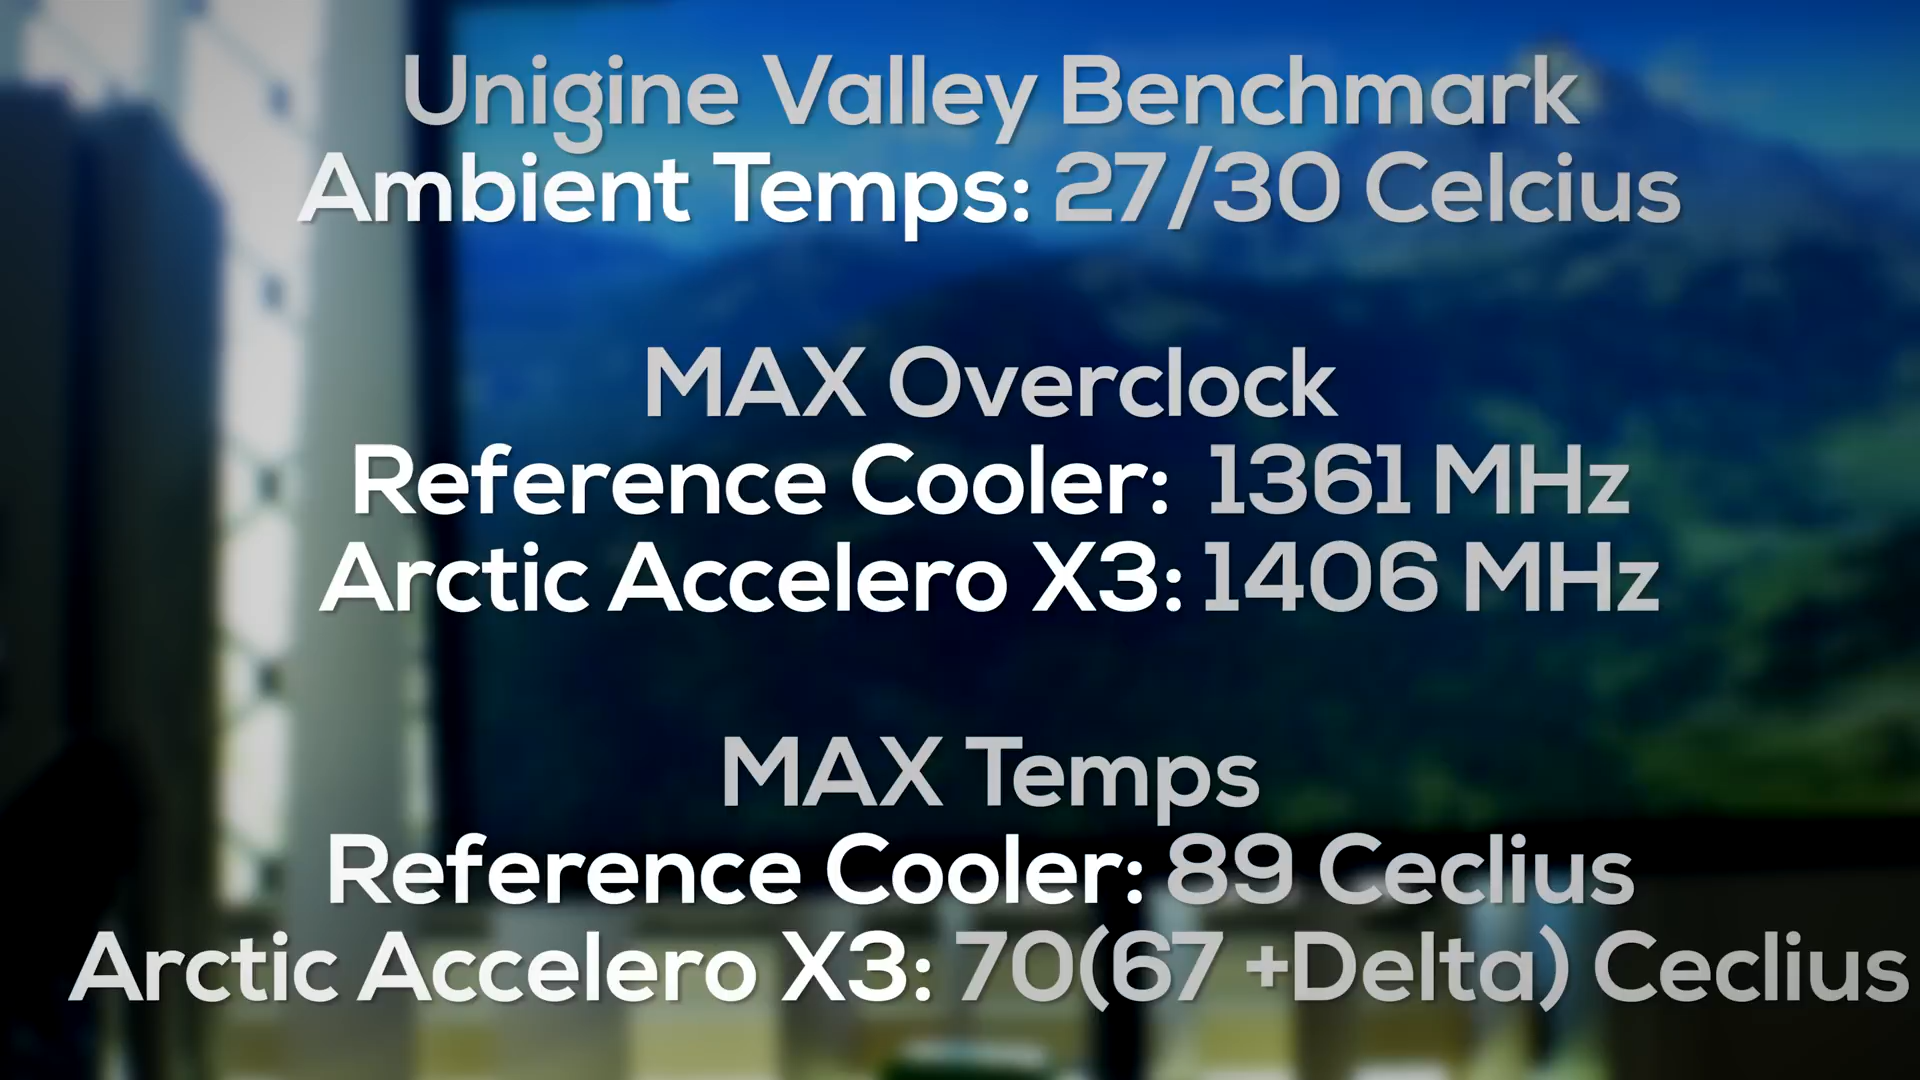 Unigine Valley Benchmark
Ambient Temps: 27/30 Celcius
MAX Overclock
Reference Cooler: 1361 MHz
Arctic Accelero X3: 1406 MHz
MAX Temps
Reference Cooler: 89 Ceclius
Arctic Accelero X3: 70(67 +Delta) Ceclius